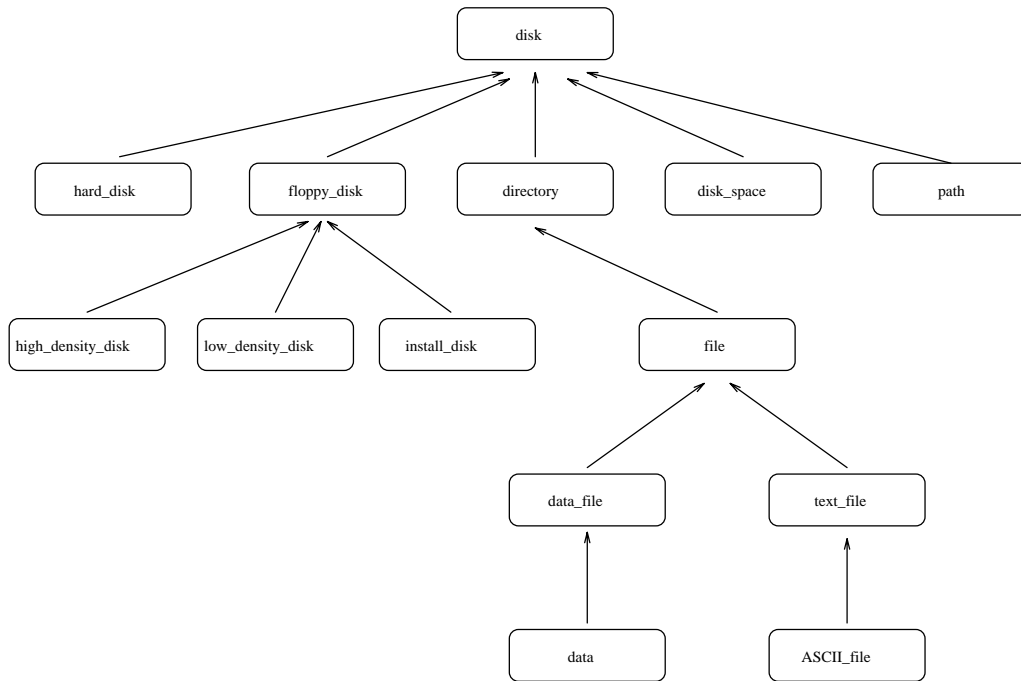 disk
hard_disk
floppy_disk
directory
disk_space
path
high_density_disk
low_density_disk
install_disk
file
data_file
text_file
data
ASCII_file